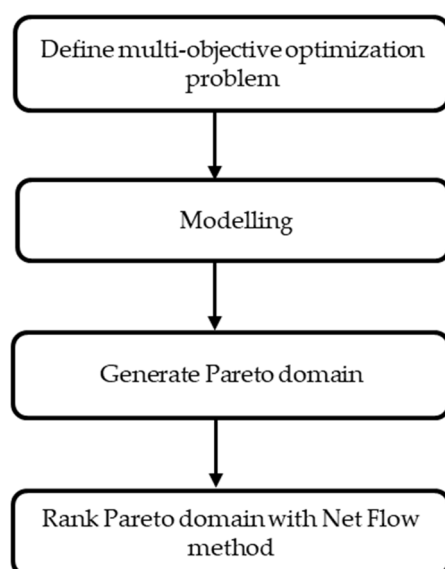 Define multi-objective optimization
problem
Modelling
Generate Pareto domain
Rank Pareto domain with Net Flow
method